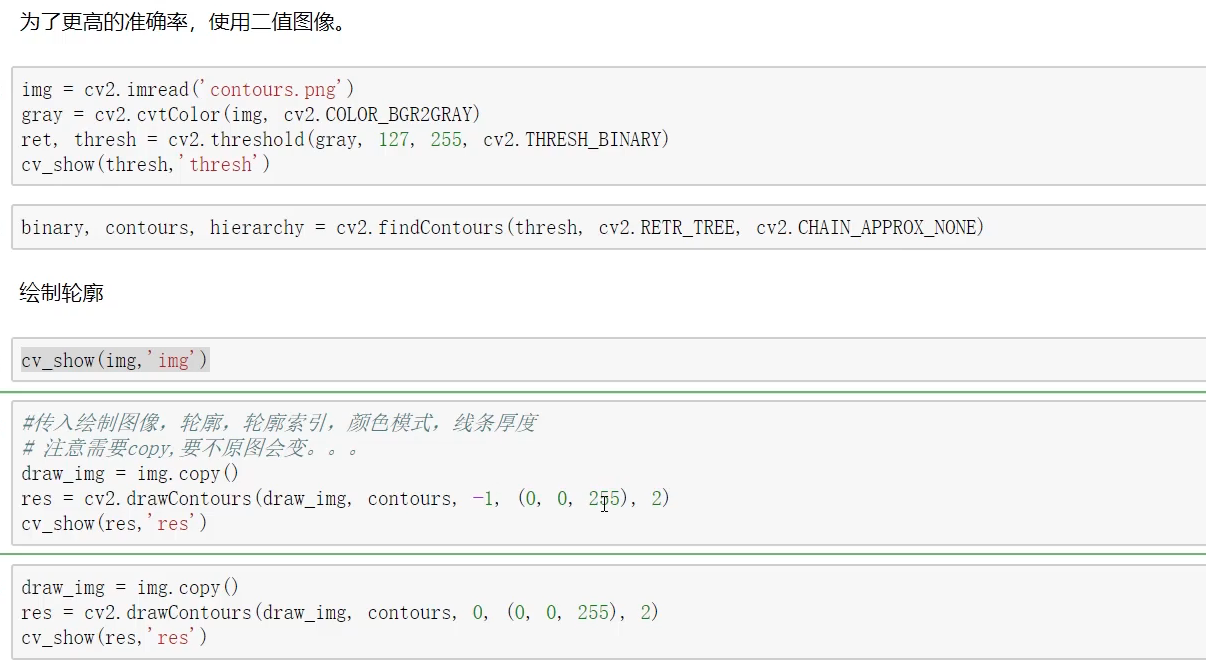 为了更高的准确率，使用二值图像。
img = cv2.imread('contours.png')
gray = cv2.cvtColor(img, cv2.COLOR_BGR2GRAY)
ret, thresh = cv2.threshold(gray, 127, 255, cv2.THRESH_BINARY)
cv_show(thresh,'thresh')
binary, contours, hierarchy = cv2.findContours(thresh, cv2.RETR_TREE, cv2.CHAIN_APPROX_NONE)
绘制轮廓
cv_show(img,'img')
#传入绘制图像，轮廓，轮廓索引，颜色模式，线条厚度
# 注意需要copy,要不原图会变。。。
draw_img = img.copy()
res = cv2.drawContours(draw_img, contours, -1, (0, 0, 255), 2)
cv_show(res,'res')
draw_img = img.copy()
res = cv2.drawContours(draw_img, contours, 0, (0, 0, 255), 2)
cv_show(res,'res')